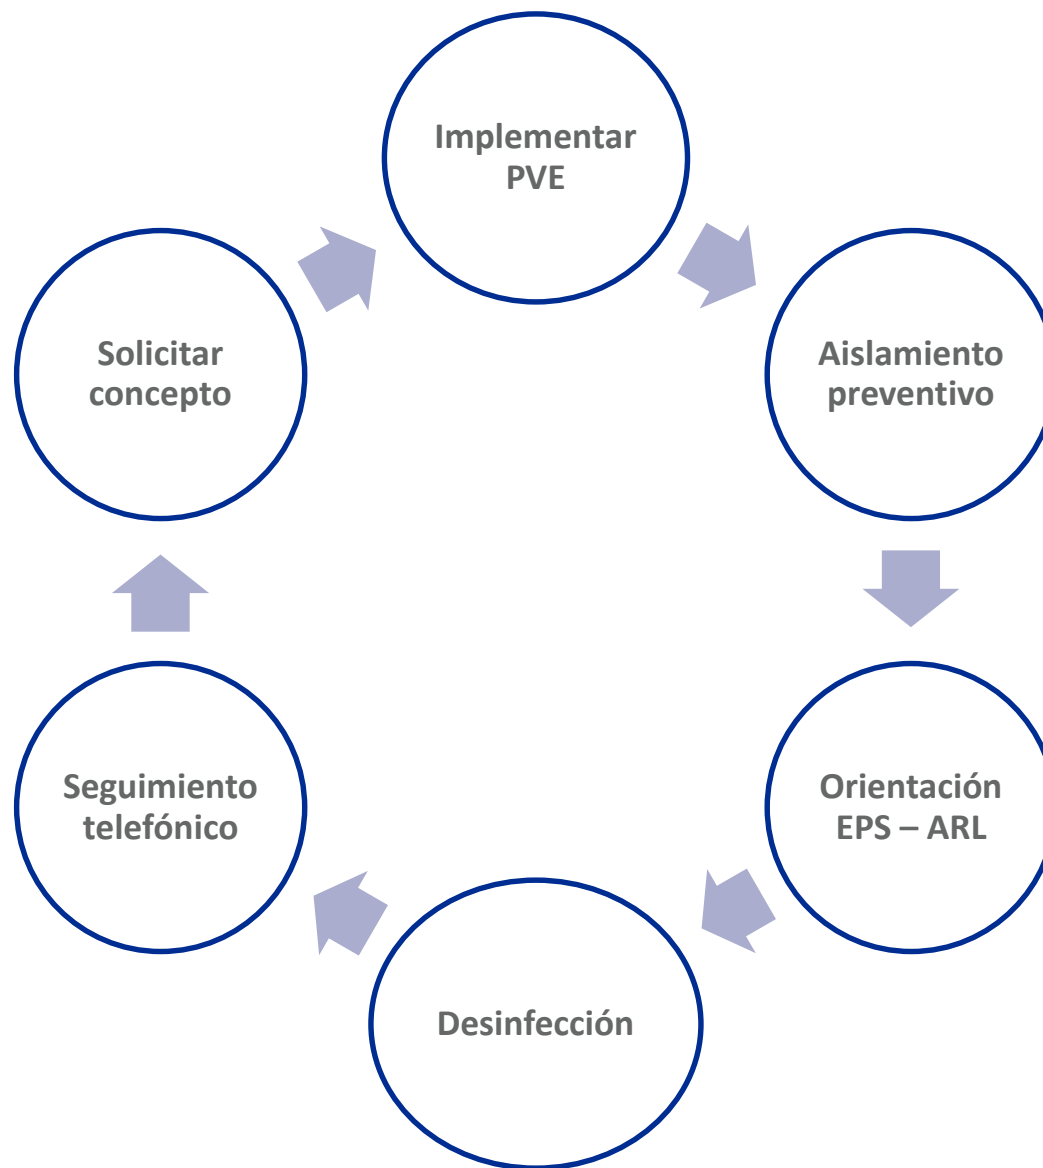 Implementar
PVE
Aislamiento
preventivo
Orientación
EPS – ARL
Desinfección
Seguimiento
telefónico
Solicitar
concepto